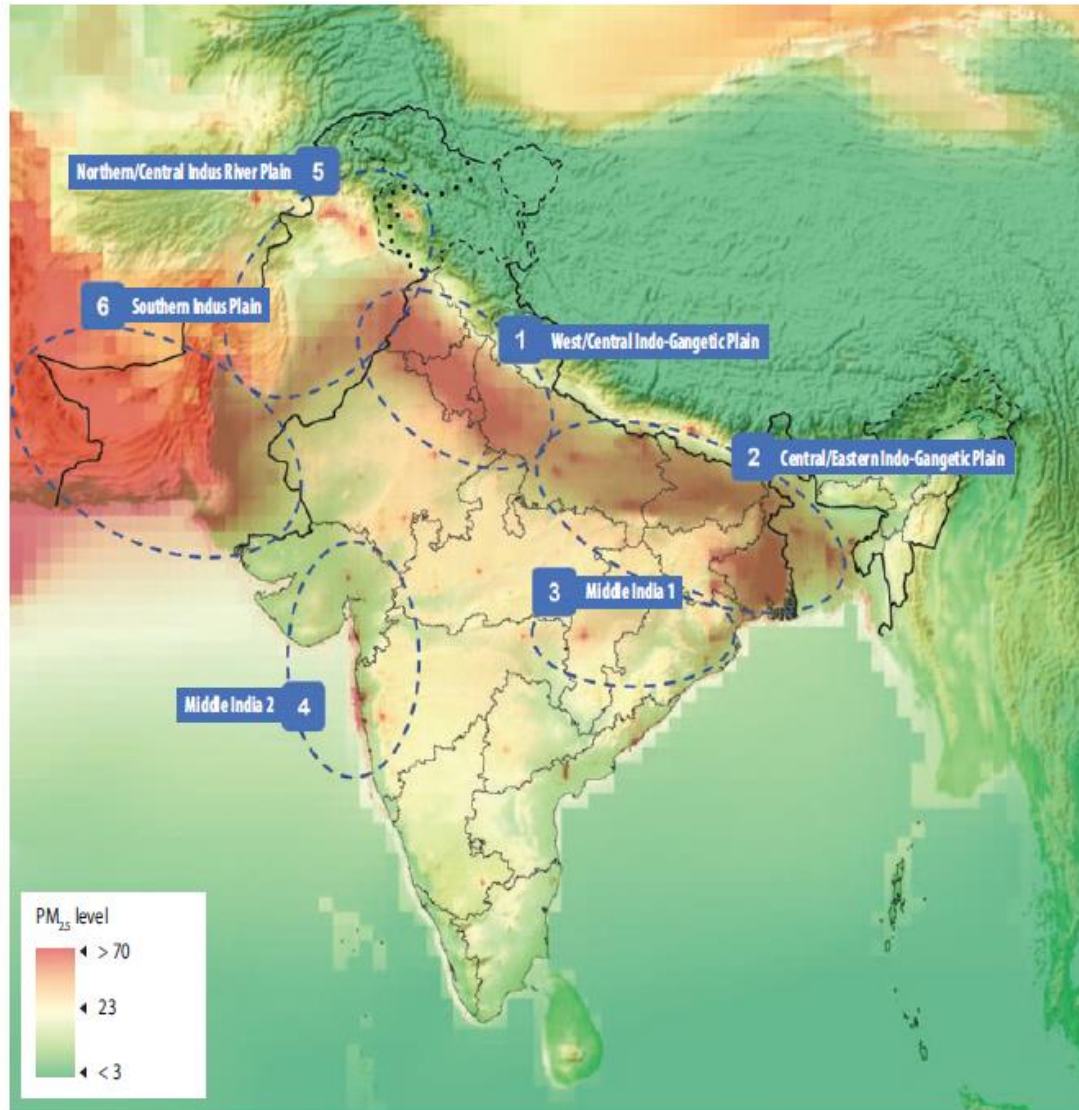 Northern/Central Indus River Plain 5
6 Southern Indus Plain
1 West/Central Indo-Gangetic Plain
2 Central/Eastern Indo-Gangetic Plain
3 Middle India 1
Middle India 2 4
PM2.5 level
> 70
23
< 3